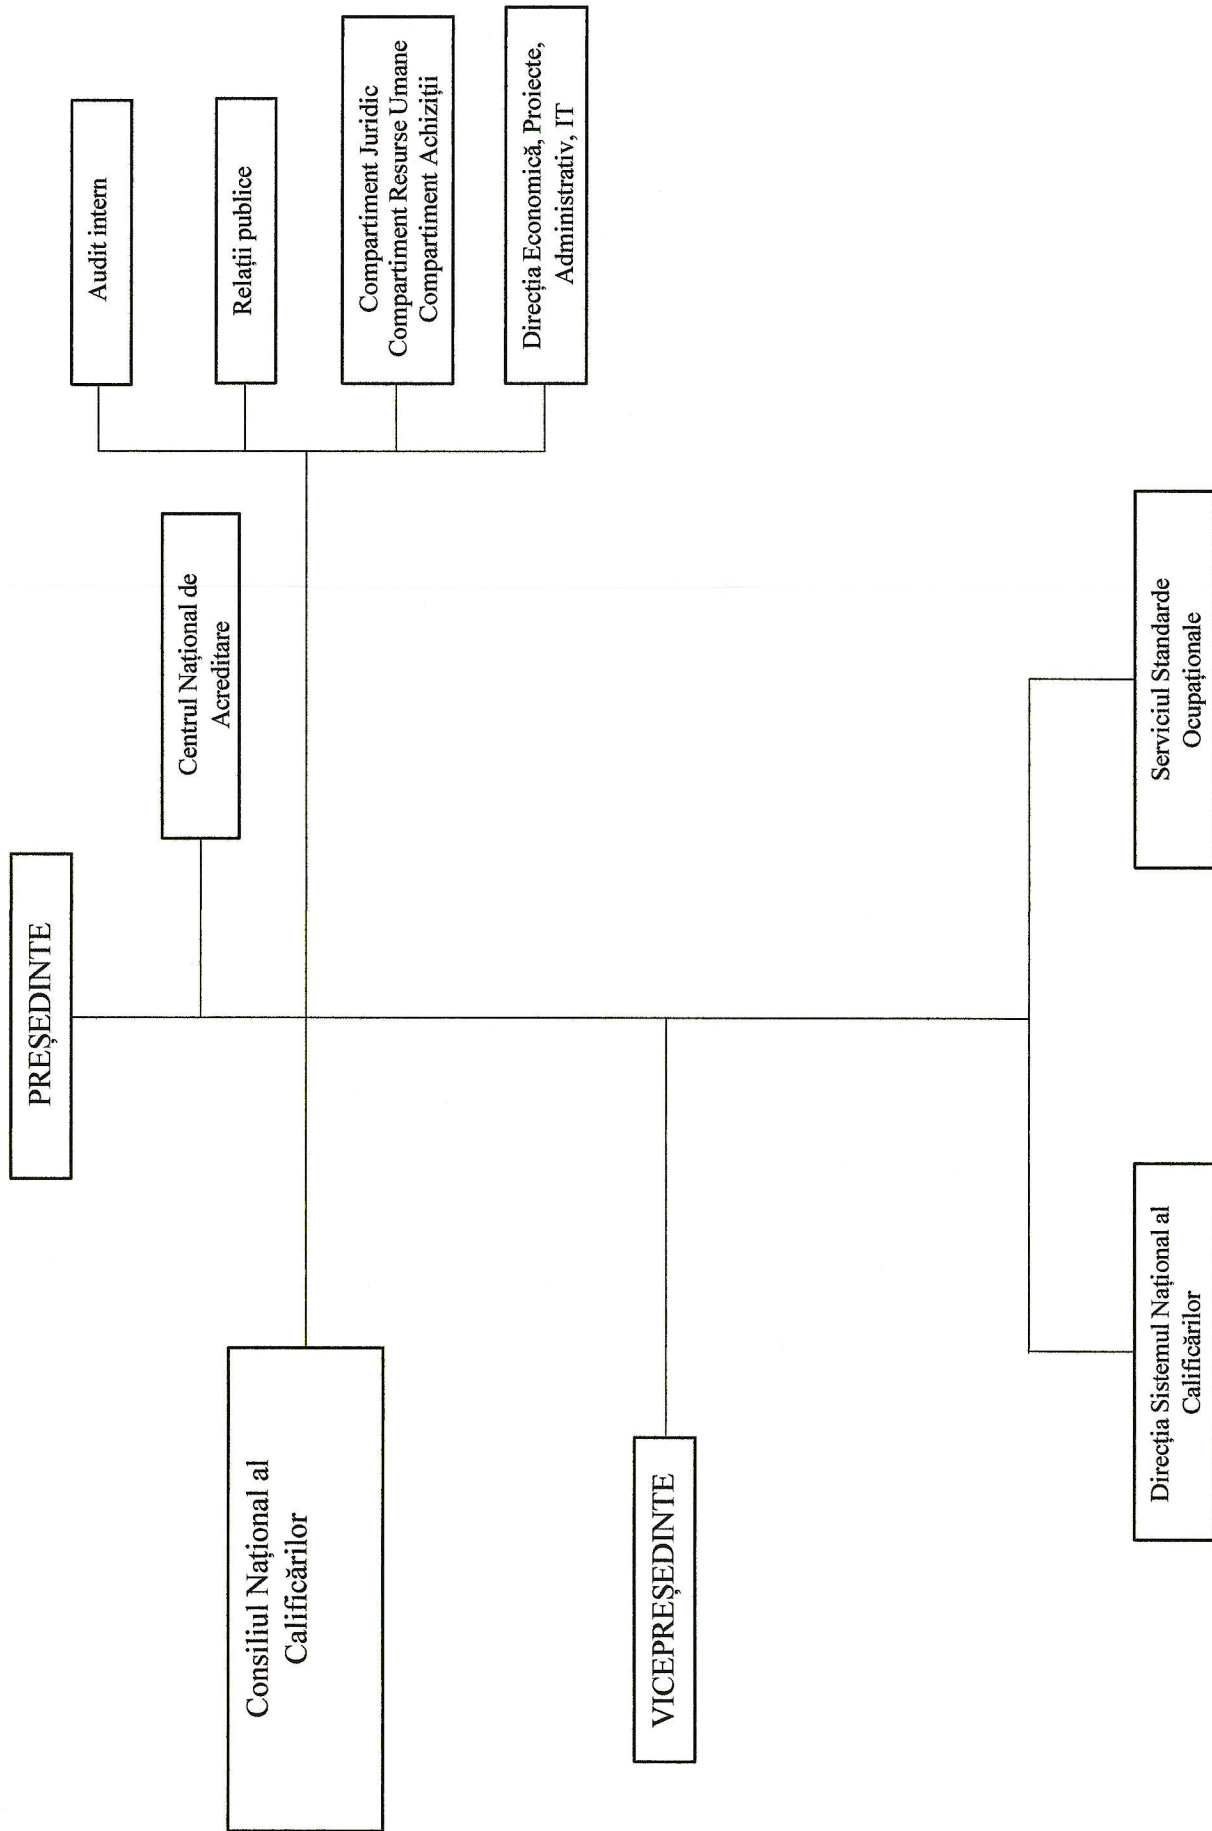 PREȘEDINTE
Centrul Național de
Acreditare
Audit intern
Relații publice
Consiliul Național al
Calificărilor
Compartiment Juridic
Compartiment Resurse Umane
Compartiment Achiziții
Direcția Economică, Proiecte,
Administrativ, IT
VICEPREȘEDINTE
Direcția Sistemul Național al
Calificărilor
Serviciul Standarde
Ocupaționale